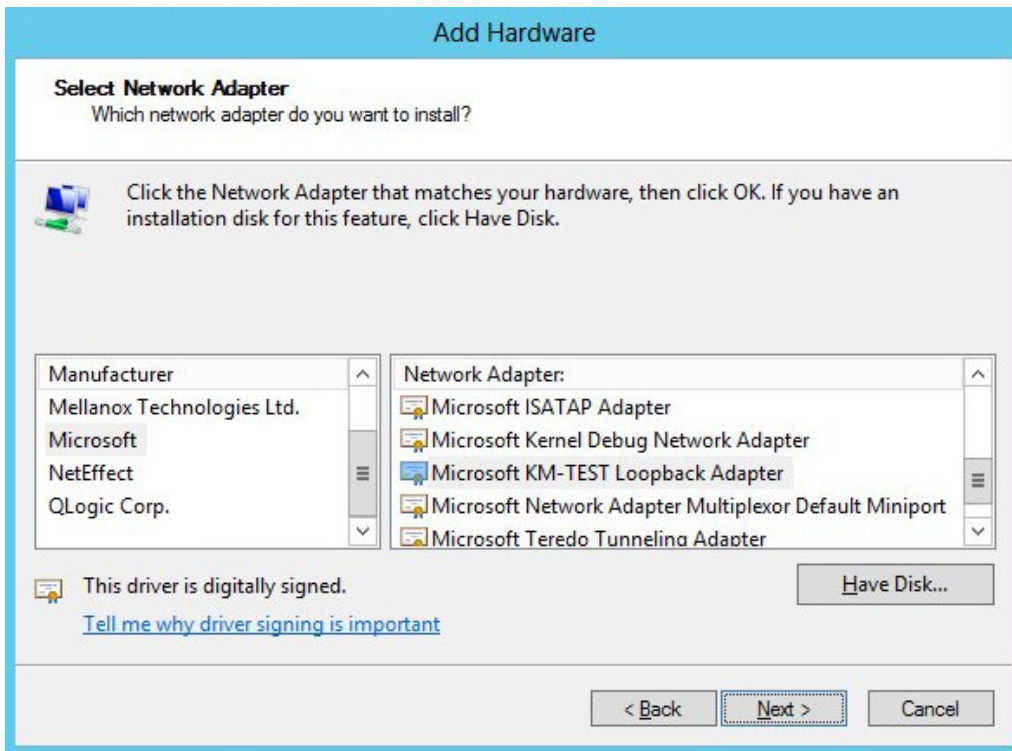 Add Hardware
Select Network Adapter
Which network adapter do you want to install?
Click the Network Adapter that matches your hardware, then click OK. If you have an
installation disk for this feature, click Have Disk.
Manufacturer
Mellanox Technologies Ltd.
Microsoft
NetEffect
QLogic Corp.
Network Adapter:
Microsoft ISATAP Adapter
Microsoft Kernel Debug Network Adapter
Microsoft KM-TEST Loopback Adapter
Microsoft Network Adapter Multiplexor Default Miniport
Microsoft Teredo Tunneling Adapter
This driver is digitally signed.
Tell me why driver signing is important
Have Disk...
< Back
Next >
Cancel